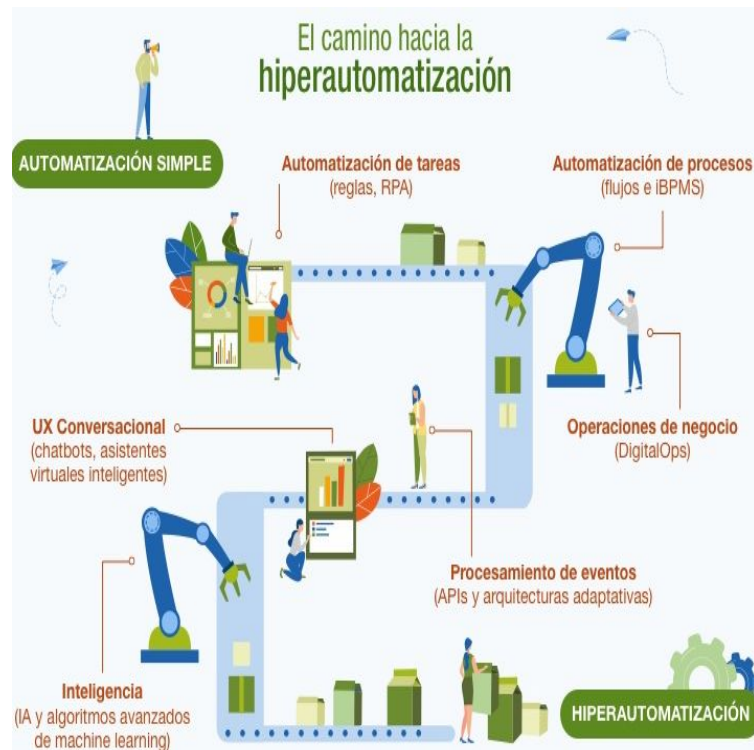 El camino hacia la
hiperautomatización
AUTOMATIZACIÓN SIMPLE
Automatización de tareas
(reglas, RPA)
Automatización de procesos
(flujos e iBPMS)
Operaciones de negocio
(DigitalOps)
UX Conversacional
(chatbots, asistentes
virtuales inteligentes)
Procesamiento de eventos
(APIs y arquitecturas adaptativas)
Inteligencia
(IA y algoritmos avanzados
de machine learning)
HIPERAUTOMATIZACIÓN